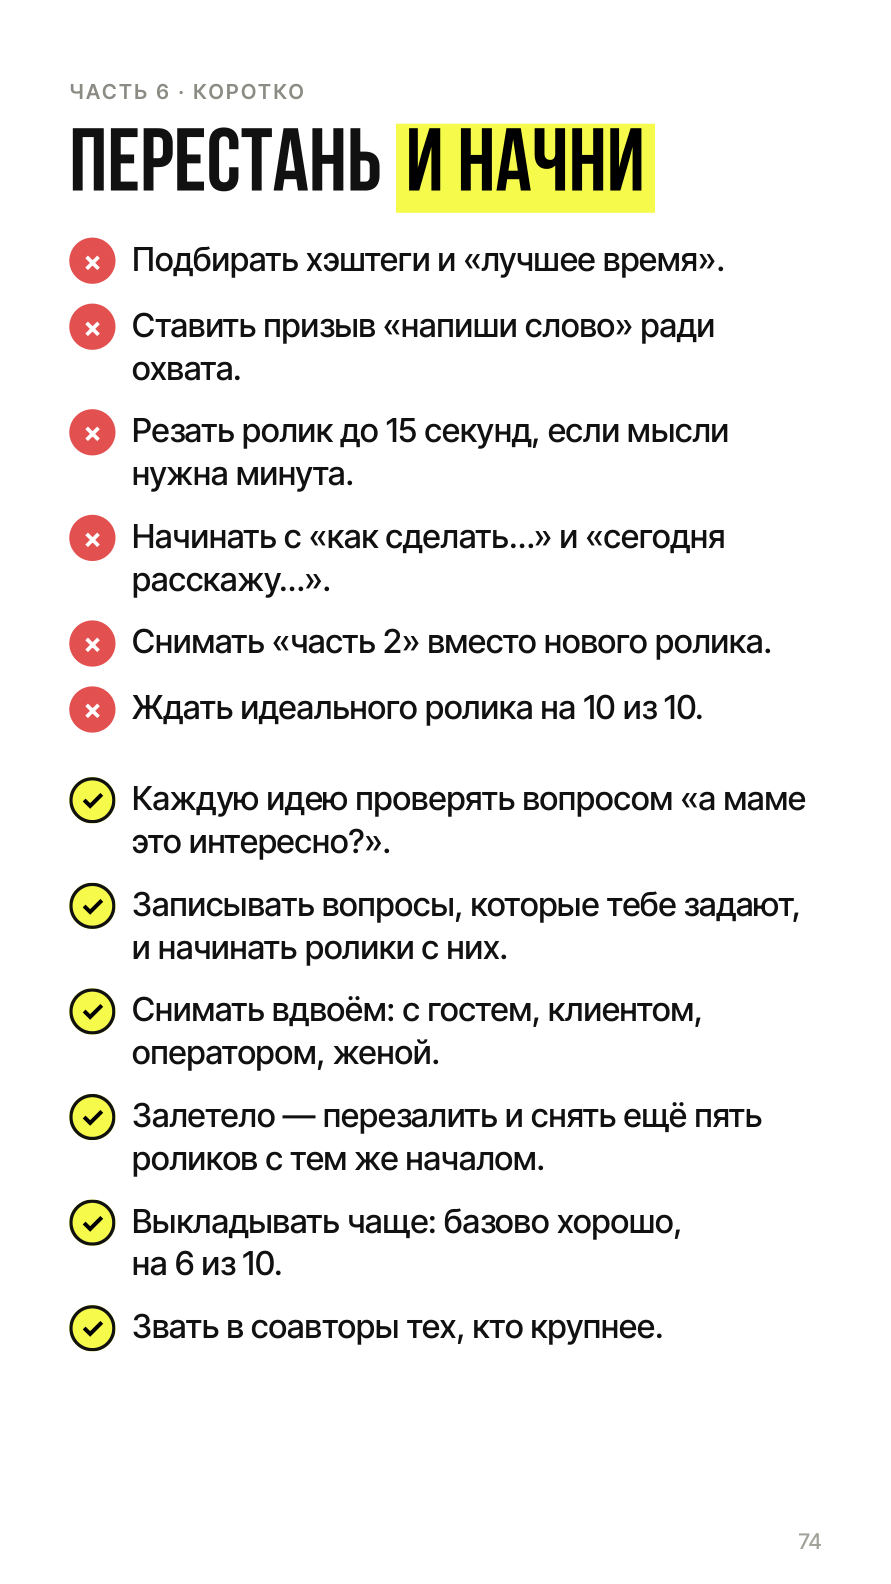 ЧАСТЬ 6 · КОРОТКО
ПЕРЕСТАНЬ И НАЧНИ
Подбирать хэштеги и «лучшее время».
Ставить призыв «напиши слово» ради
охвата.
Резать ролик до 15 секунд, если мысли
нужна минута.
Начинать с «как сделать…» и «сегодня
расскажу…».
Снимать «часть 2» вместо нового ролика.
Ждать идеального ролика на 10 из 10.
Каждую идею проверять вопросом «а маме
это интересно?».
Записывать вопросы, которые тебе задают,
и начинать ролики с них.
Снимать вдвоём: с гостем, клиентом,
оператором, женой.
Залетело — перезалить и снять ещё пять
роликов с тем же началом.
Выкладывать чаще: базово хорошо,
на 6 из 10.
Звать в соавторы тех, кто крупнее.
74